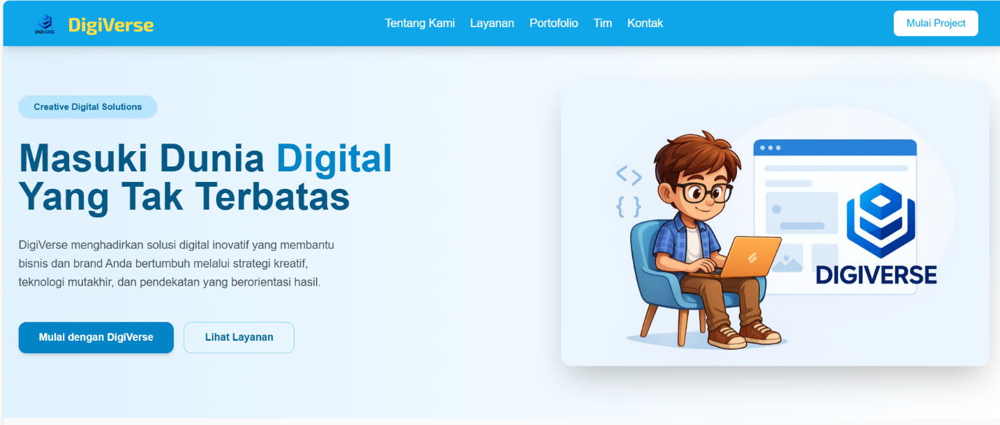 DIGIVERSE
DigiVerse
Tentang Kami
Layanan
Portofolio
Tim
Kontak
Mulai Project
Creative Digital Solutions
Masuki Dunia Digital
Yang Tak Terbatas
DigiVerse menghadirkan solusi digital inovatif yang membantu
bisnis dan brand Anda bertumbuh melalui strategi kreatif,
teknologi mutakhir, dan pendekatan yang berorientasi hasil.
Mulai dengan DigiVerse
Lihat Layanan
< >
{ }
DIGIVERSE